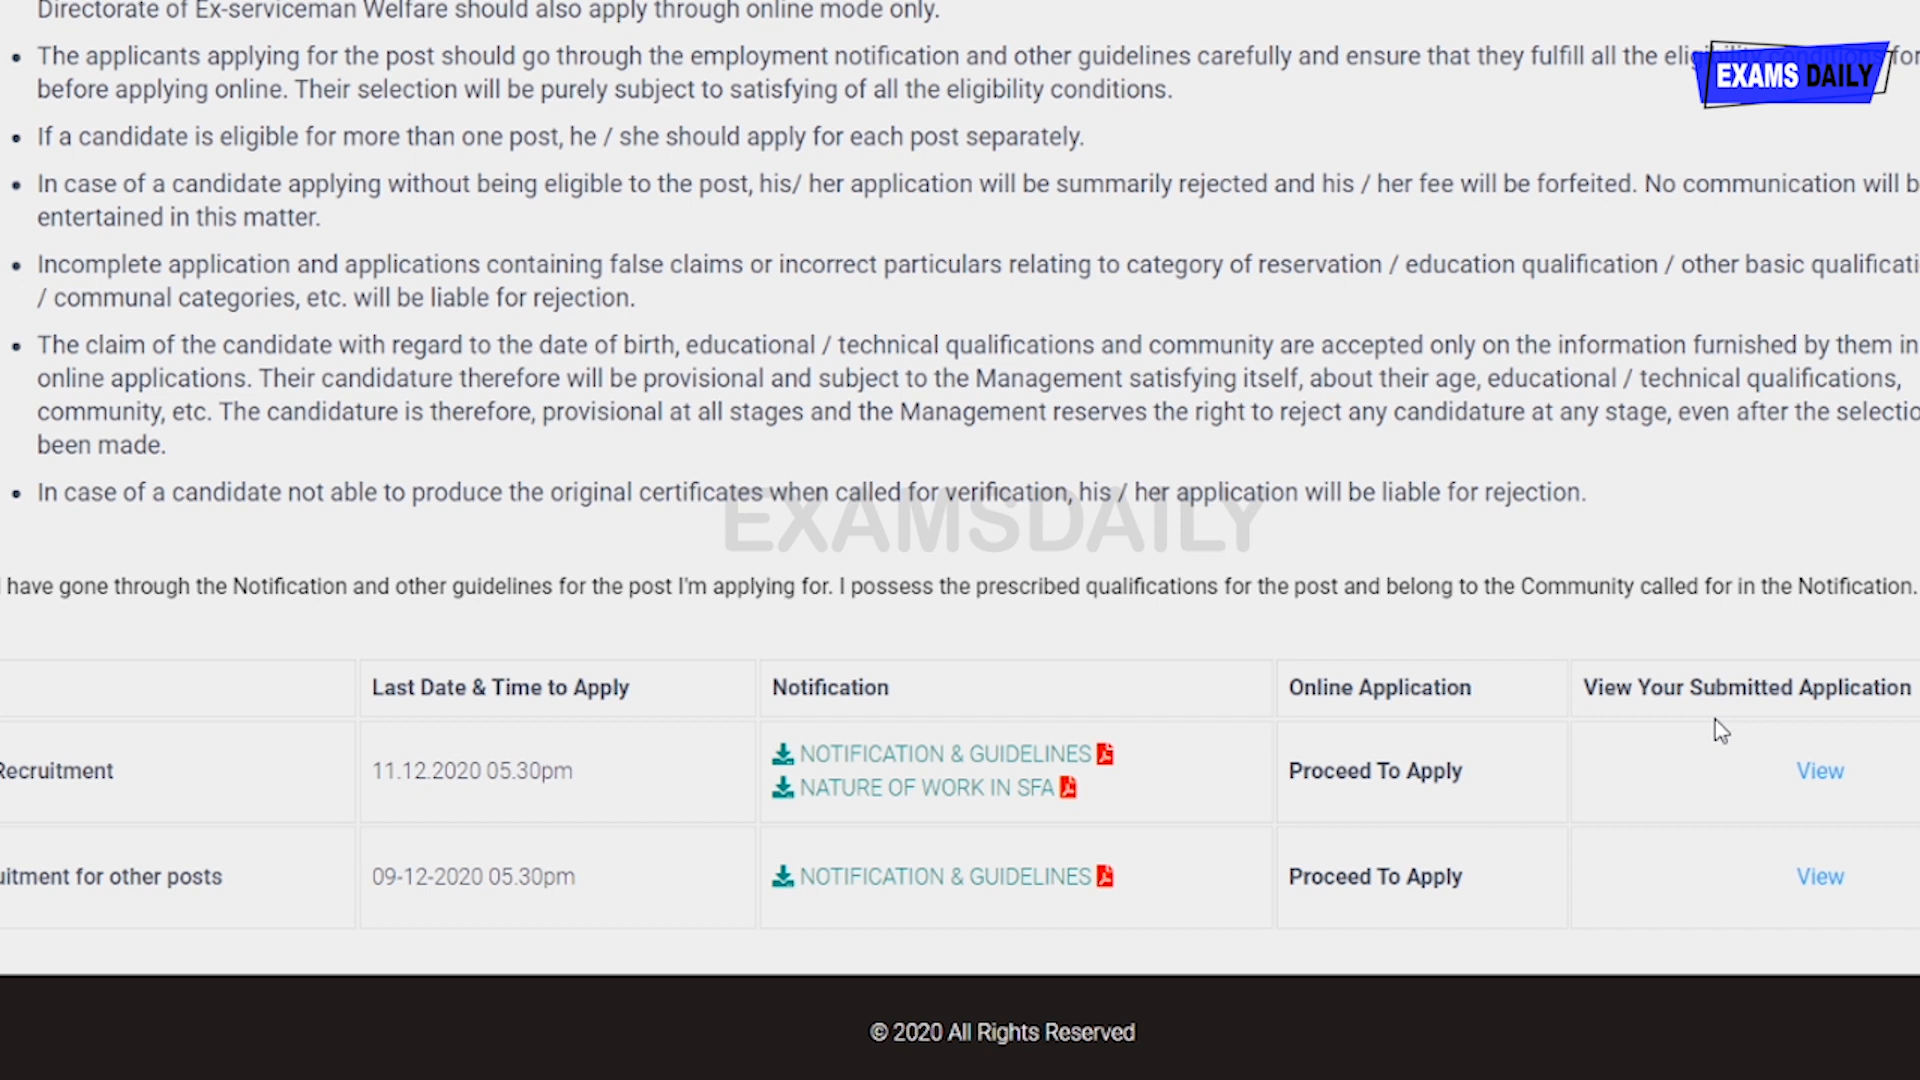 Directorate of Ex-serviceman Welfare should also apply through online mode only.
• The applicants applying for the post should go through the employment notification and other guidelines carefully and ensure that they fulfill all the eligibility conditions for
before applying online. Their selection will be purely subject to satisfying of all the eligibility conditions.
EXAMS DAILY
• If a candidate is eligible for more than one post, he / she should apply for each post separately.
• In case of a candidate applying without being eligible to the post, his/ her application will be summarily rejected and his / her fee will be forfeited. No communication will b
entertained in this matter.
• Incomplete application and applications containing false claims or incorrect particulars relating to category of reservation / education qualification / other basic qualificati
/ communal categories, etc. will be liable for rejection.
• The claim of the candidate with regard to the date of birth, educational / technical qualifications and community are accepted only on the information furnished by them in
online applications. Their candidature therefore will be provisional and subject to the Management satisfying itself, about their age, educational / technical qualifications,
community, etc. The candidature is therefore, provisional at all stages and the Management reserves the right to reject any candidature at any stage, even after the selectio
been made.
• In case of a candidate not able to produce the original certificates when called for verification, his / her application will be liable for rejection.
EXAMSDAILY
I have gone through the Notification and other guidelines for the post I'm applying for. I possess the prescribed qualifications for the post and belong to the Community called for in the Notification.
Last Date & Time to Apply Notification Online Application View Your Submitted Application
Recruitment 11.12.2020 05.30pm NOTIFICATION & GUIDELINES Proceed To Apply View
NATURE OF WORK IN SFA
uitment for other posts 09-12-2020 05.30pm NOTIFICATION & GUIDELINES Proceed To Apply View
© 2020 All Rights Reserved